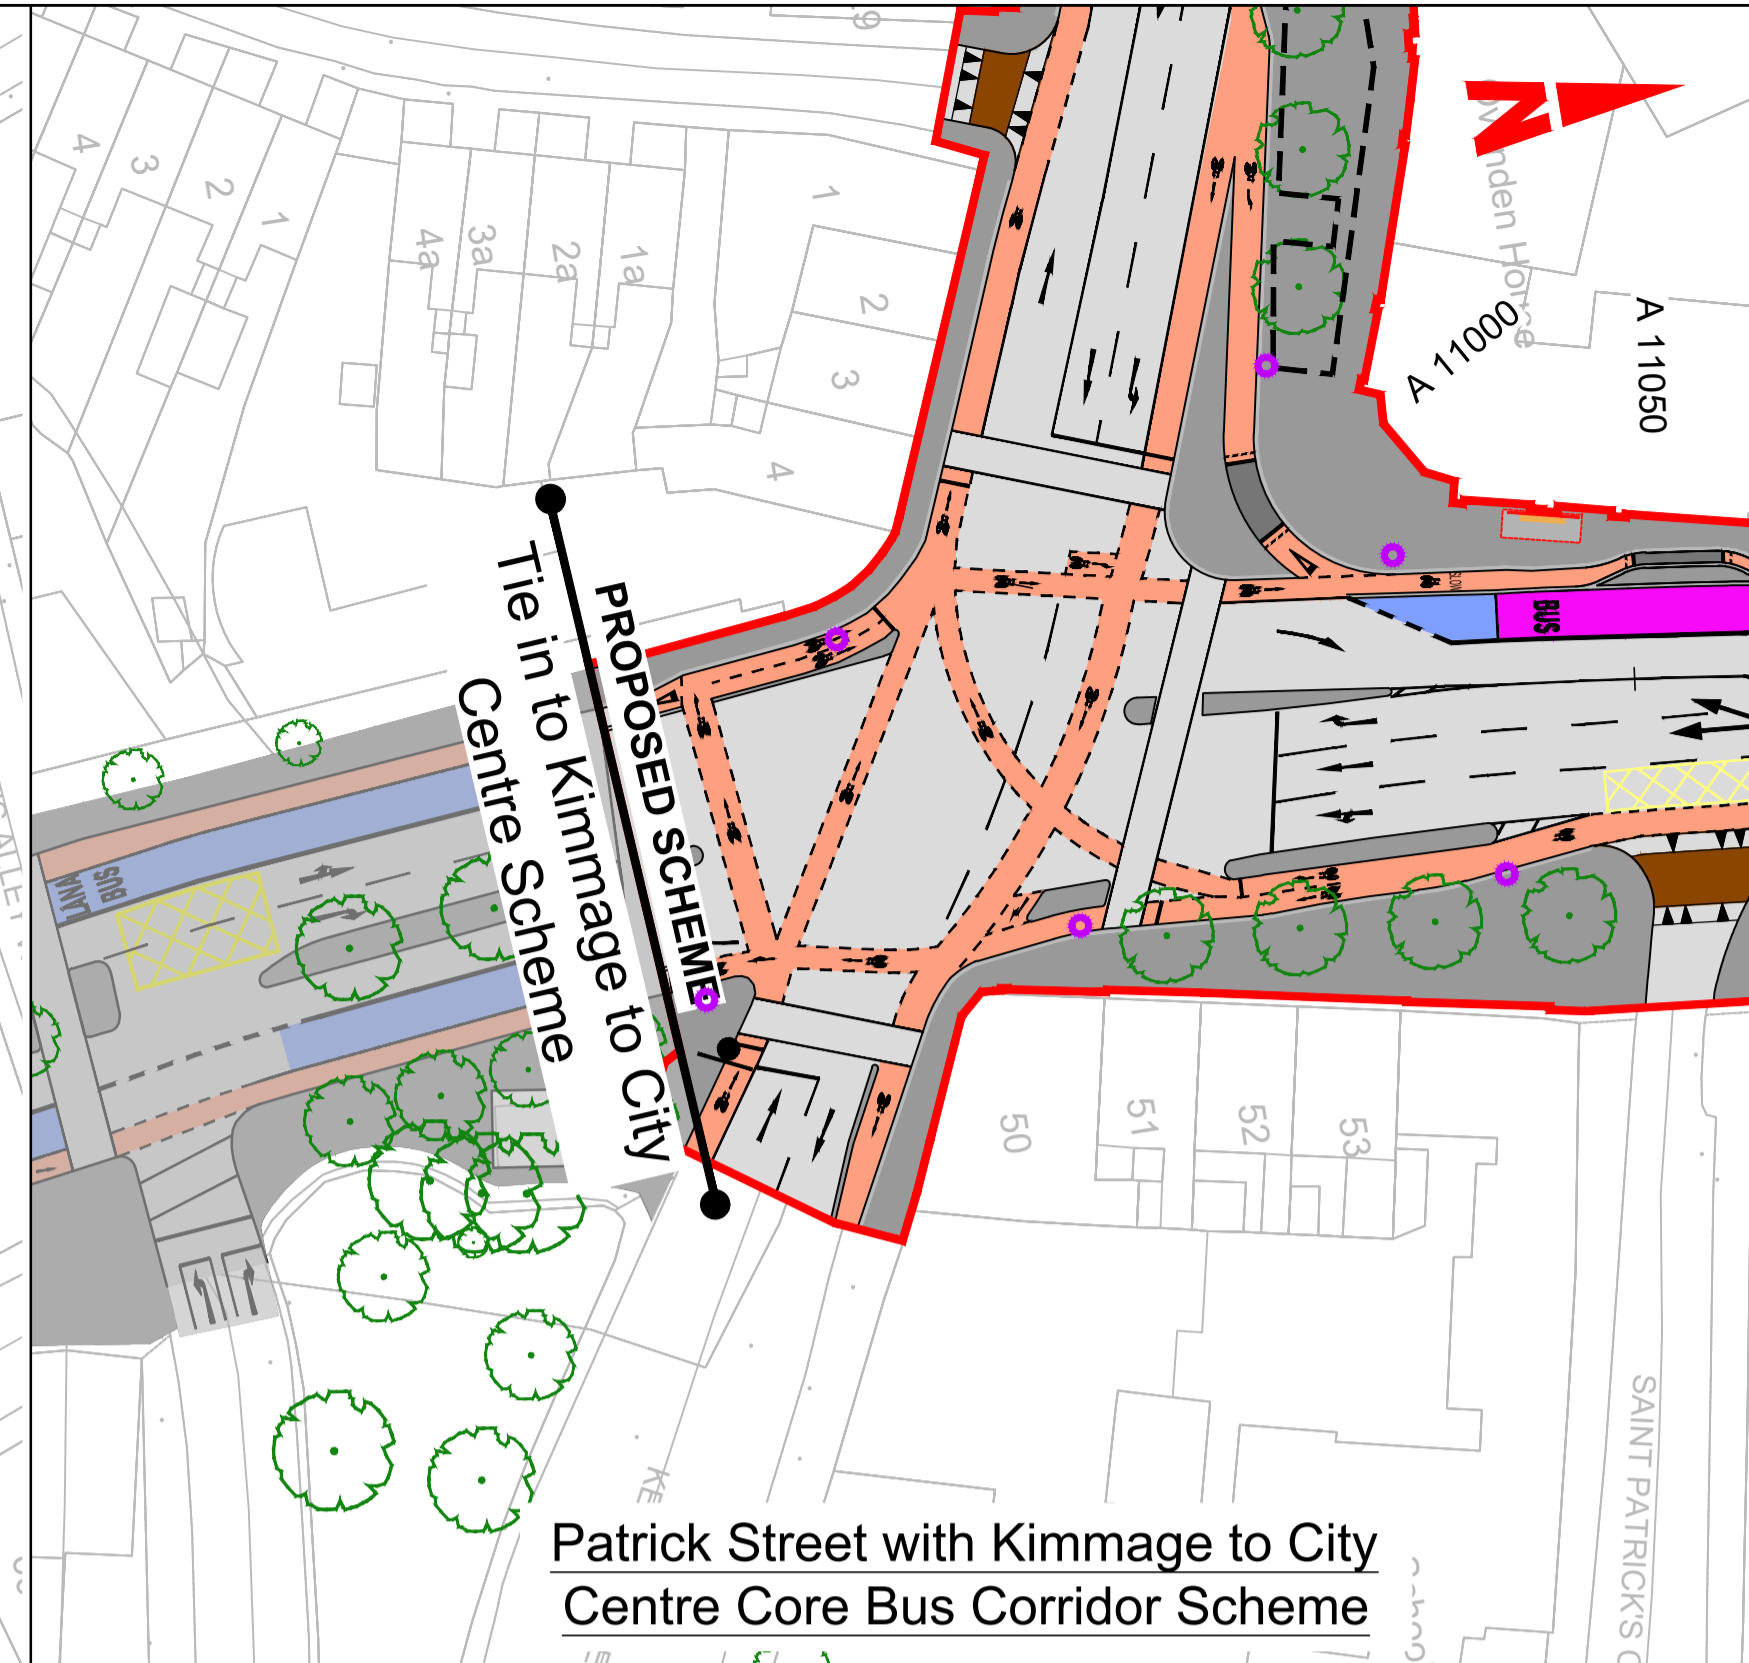 4
3
2
1
4a
3a
2a
1a
1
2
3
4
N
A 11000
A 11050
BUS
SLOW
PROPOSED SCHEME
Tie in to Kimmage to City
Centre Scheme
LÁNA
BUS
50
51
52
53
SAINT PATRICK'S C
Patrick Street with Kimmage to City
Centre Core Bus Corridor Scheme